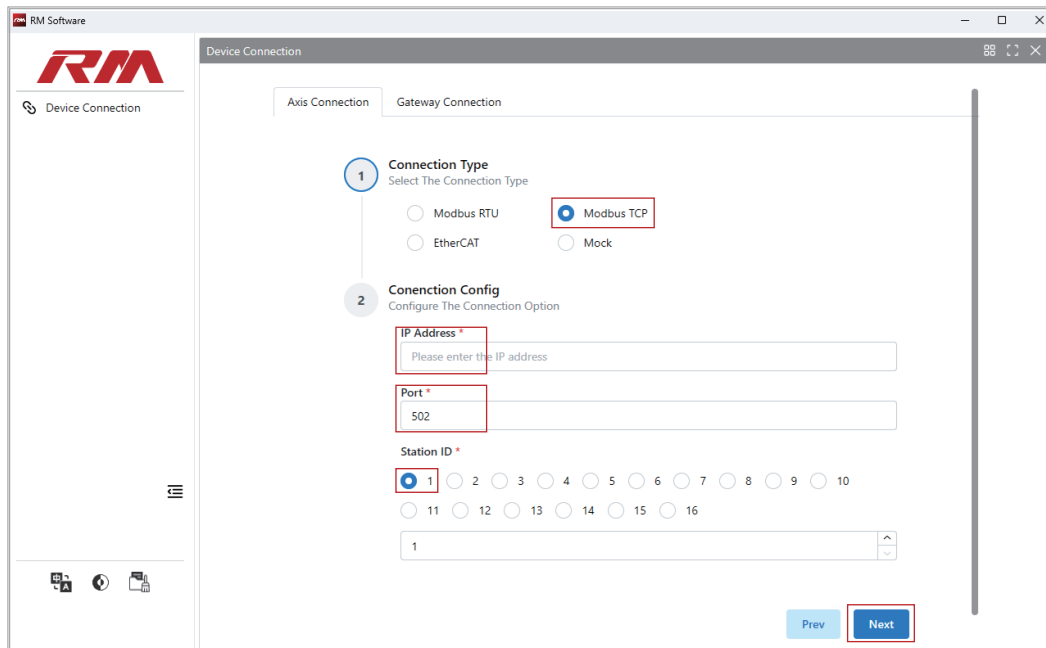 RM Software
RM
Device Connection
Device Connection
Axis Connection Gateway Connection
1 Connection Type
Select The Connection Type
Modbus RTU Modbus TCP
EtherCAT Mock
2 Conenction Config
Configure The Connection Option
IP Address *
Please enter the IP address
Port *
502
Station ID *
1 2 3 4 5 6 7 8 9 10
11 12 13 14 15 16
1
Prev Next